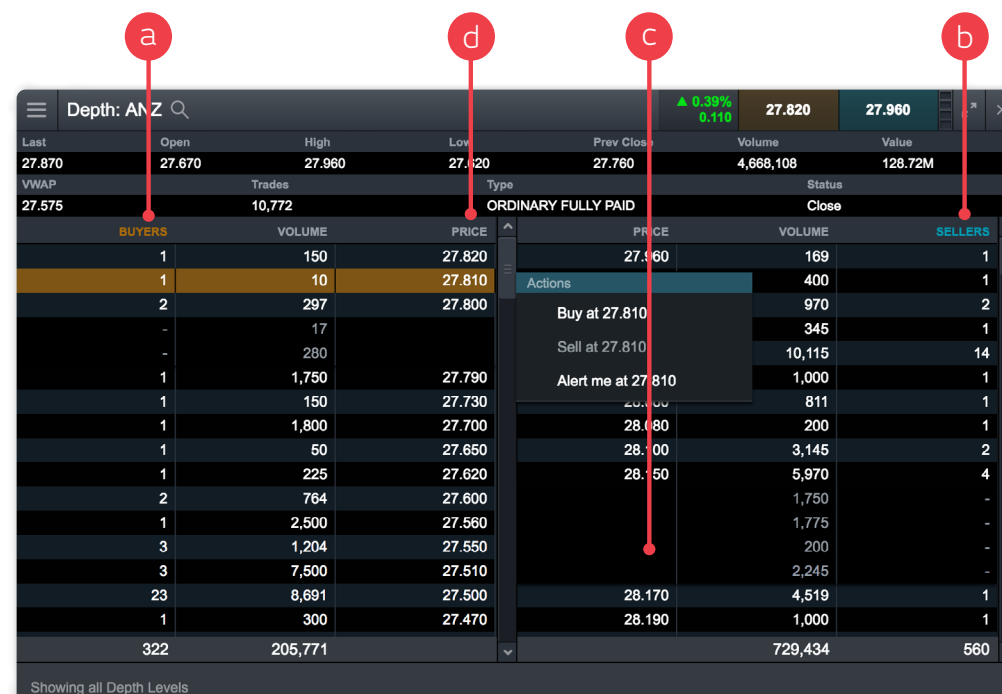 a d c b
Depth: ANZ ▲ 0.39% 0.110 27.820 27.960
Last Open High Low Prev Close Volume Value
27.870 27.670 27.960 27.620 27.760 4,668,108 128.72M
VWAP Trades Type Status
27.575 10,772 ORDINARY FULLY PAID Close
BUYERS VOLUME PRICE PRICE VOLUME SELLERS
1 150 27.820 27.960 169 1
1 10 27.810 Actions 400 1
2 297 27.800 Buy at 27.810 970 2
- 17 345 1
- 280 Sell at 27.810 10,115 14
1 1,750 27.790 Alert me at 27.810 1,000 1
1 150 27.730 811 1
1 1,800 27.700 28.080 200 1
1 50 27.650 28.100 3,145 2
1 225 27.620 28.150 5,970 4
2 764 27.600 1,750 -
1 2,500 27.560 1,775 -
3 1,204 27.550 200 -
3 7,500 27.510 2,245 -
23 8,691 27.500 28.170 4,519 1
1 300 27.470 28.190 1,000 1
322 205,771 729,434 560
Showing all Depth Levels